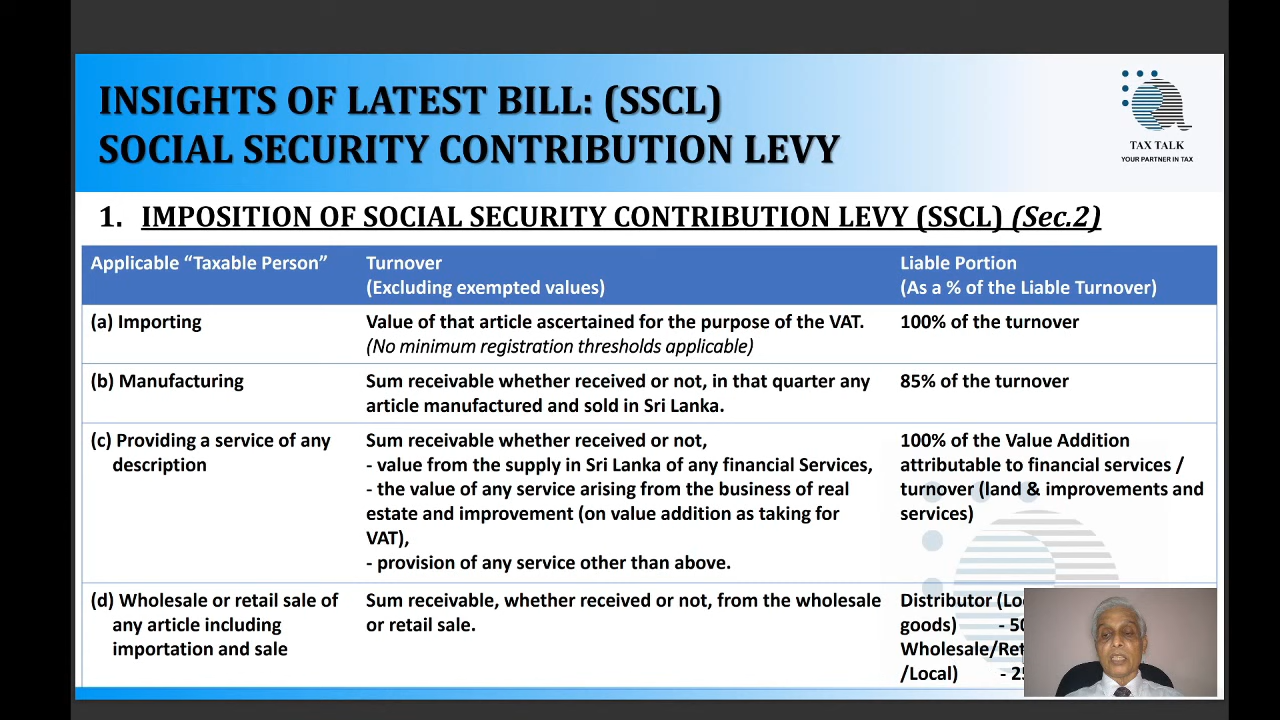 INSIGHTS OF LATEST BILL: (SSCL)
SOCIAL SECURITY CONTRIBUTION LEVY
TAX TALK
YOUR PARTNER IN TAX
1. IMPOSITION OF SOCIAL SECURITY CONTRIBUTION LEVY (SSCL) (Sec.2)
Applicable “Taxable Person”
Turnover
(Excluding exempted values)
Liable Portion
(As a % of the Liable Turnover)
(a) Importing
Value of that article ascertained for the purpose of the VAT.
(No minimum registration thresholds applicable)
100% of the turnover
(b) Manufacturing
Sum receivable whether received or not, in that quarter any
article manufactured and sold in Sri Lanka.
85% of the turnover
(c) Providing a service of any
description
Sum receivable whether received or not,
- value from the supply in Sri Lanka of any financial Services,
- the value of any service arising from the business of real
estate and improvement (on value addition as taking for
VAT),
- provision of any service other than above.
100% of the Value Addition
attributable to financial services /
turnover (land & improvements and
services)
(d) Wholesale or retail sale of
any article including
importation and sale
Sum receivable, whether received or not, from the wholesale
or retail sale.
Distributor
goods) -
Wholesale/
/Local) -